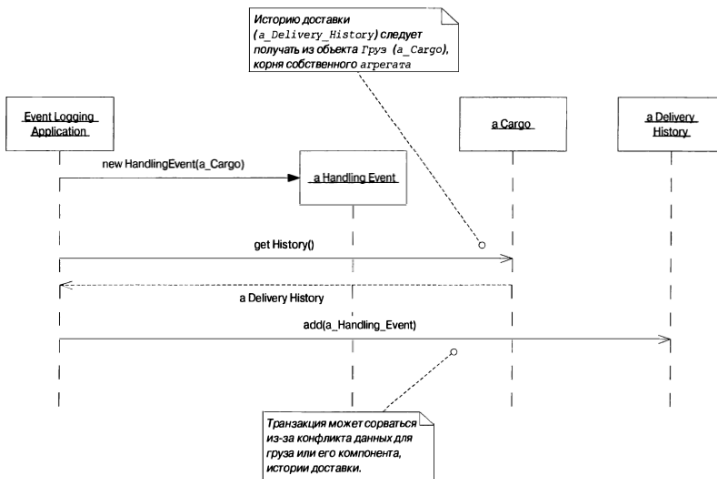 Историю доставки
(a_Delivery_History) следует
получать из объекта Груз (a_Cargo),
корня собственного агрегата
Event Logging
Application
a Cargo
a Delivery
History
new HandlingEvent(a_Cargo)
a Handling Event
get History()
a Delivery History
add(a_Handling_Event)
Транзакция может сорваться
из-за конфликта данных для
груза или его компонента,
истории доставки.